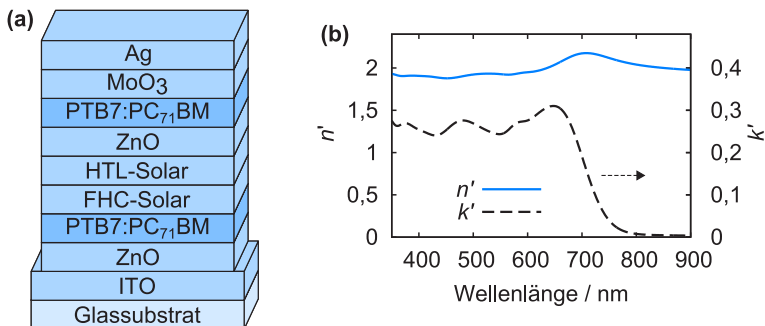 (a)
Ag
MoO3
PTB7:PC71BM
ZnO
HTL-Solar
FHC-Solar
PTB7:PC71BM
ZnO
ITO
Glassubstrat
(b)
2
1,5
1
0,5
0
n'
0,4
0,3
0,2
0,1
0
k'
n'
k'
400 500 600 700 800 900
Wellenlänge / nm